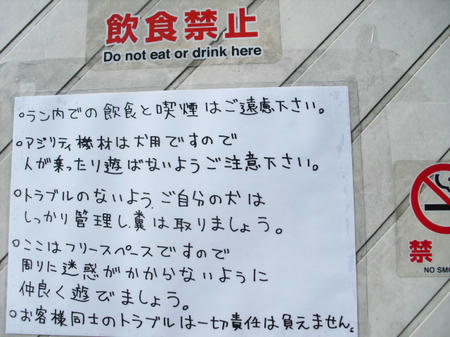 飲食禁止
Do not eat or drink here
○ラン内での飲食と喫煙はご遠慮下さい。
○アジリティ機材は犬用ですので
人が乗ったり遊ばないようご注意下さい。
○トラブルのないよう、ご自分の犬は
しっかり管理し、糞は取りましょう。
○ここはフリースペースですので
周りに迷惑がかからないように
仲良く遊びましょう。
○お客様同士のトラブルは一切責任は負えません。
禁
NO SM